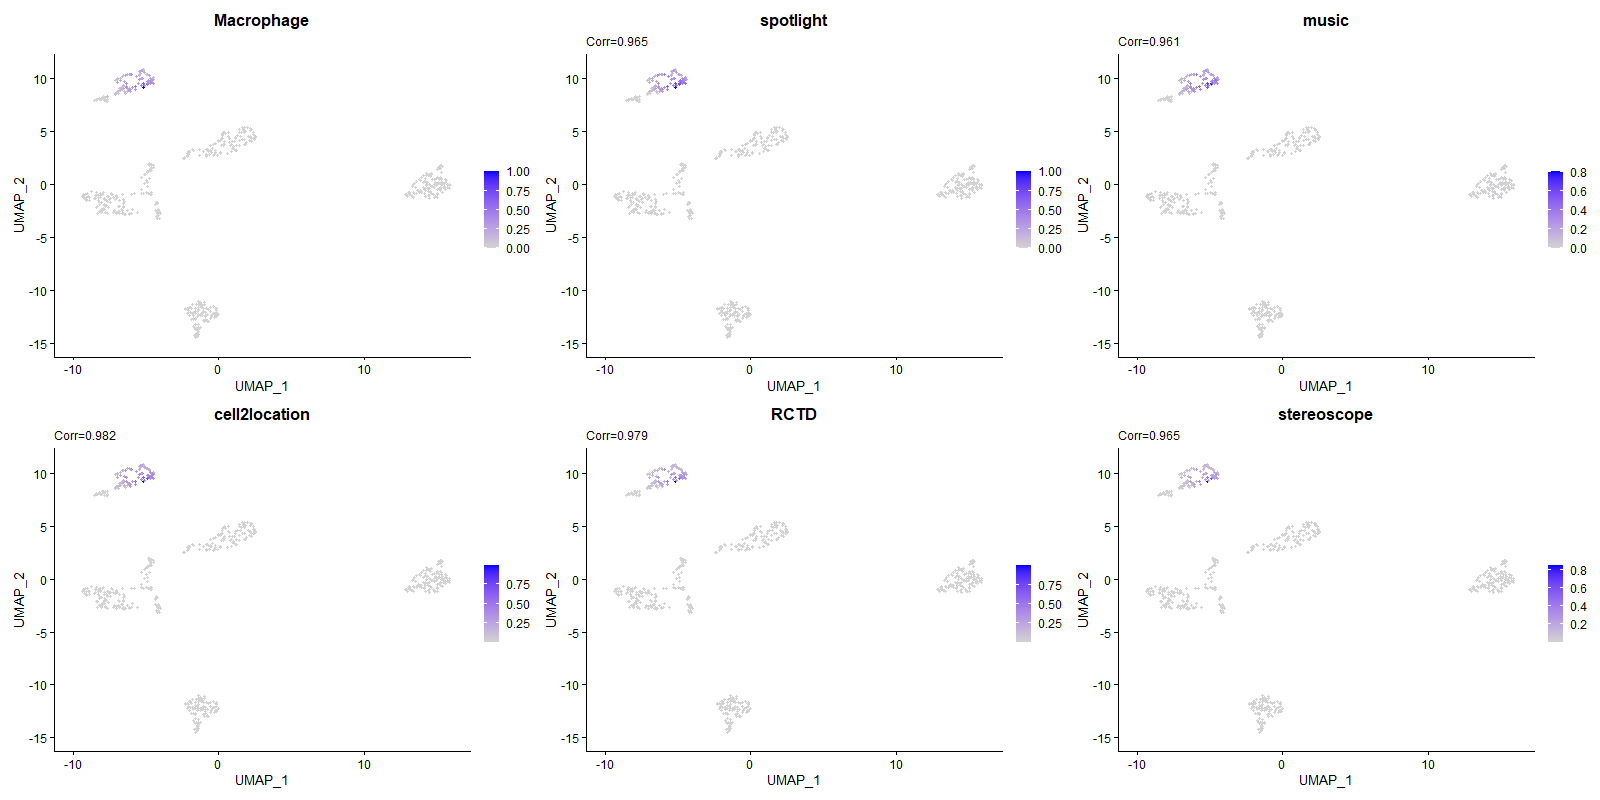 Macrophage
10
5
0
-5
-10
-15
UMAP_2
-10 0 10
UMAP_1
1.00
0.75
0.50
0.25
0.00
spotlight
Corr=0.965
10
5
0
-5
-10
-15
UMAP_2
-10 0 10
UMAP_1
1.00
0.75
0.50
0.25
0.00
music
Corr=0.961
10
5
0
-5
-10
-15
UMAP_2
-10 0 10
UMAP_1
0.8
0.6
0.4
0.2
0.0
cell2location
Corr=0.982
10
5
0
-5
-10
-15
UMAP_2
-10 0 10
UMAP_1
0.75
0.50
0.25
RCTD
Corr=0.979
10
5
0
-5
-10
-15
UMAP_2
-10 0 10
UMAP_1
0.75
0.50
0.25
stereoscope
Corr=0.965
10
5
0
-5
-10
-15
UMAP_2
-10 0 10
UMAP_1
0.8
0.6
0.4
0.2